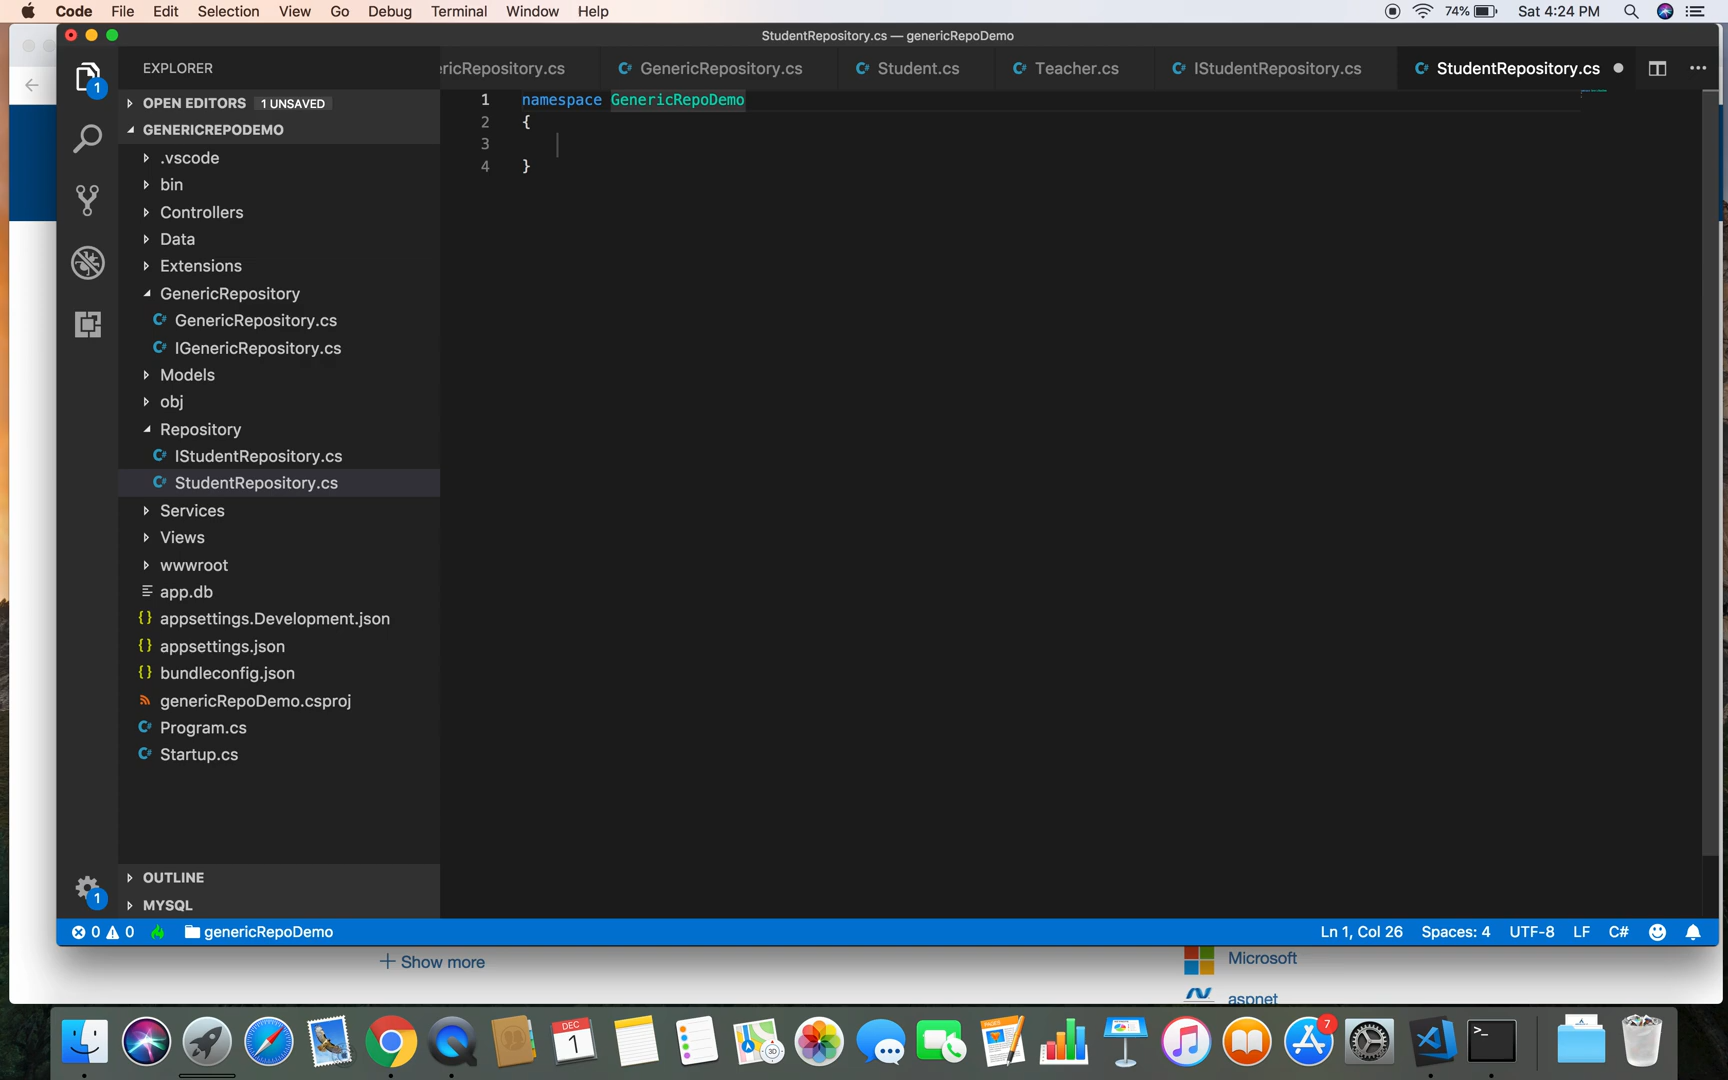 Code File Edit Selection View Go Debug Terminal Window Help
74% Sat 4:24 PM
StudentRepository.cs — genericRepoDemo
EXPLORER
ericRepository.cs
GenericRepository.cs
Student.cs
Teacher.cs
IStudentRepository.cs
StudentRepository.cs
1
OPEN EDITORS 1 UNSAVED
GENERICREPODEMO
.vscode
bin
Controllers
Data
Extensions
GenericRepository
GenericRepository.cs
IGenericRepository.cs
Models
obj
Repository
IStudentRepository.cs
StudentRepository.cs
Services
Views
wwwroot
app.db
appsettings.Development.json
appsettings.json
bundleconfig.json
genericRepoDemo.csproj
Program.cs
Startup.cs
1 namespace GenericRepoDemo
2 {
3
4 }
1
OUTLINE
MYSQL
0 0 genericRepoDemo
Ln 1, Col 26 Spaces: 4 UTF-8 LF C#
Show more
Microsoft
aspnet
DEC
1
PAGES
3D
7
>_